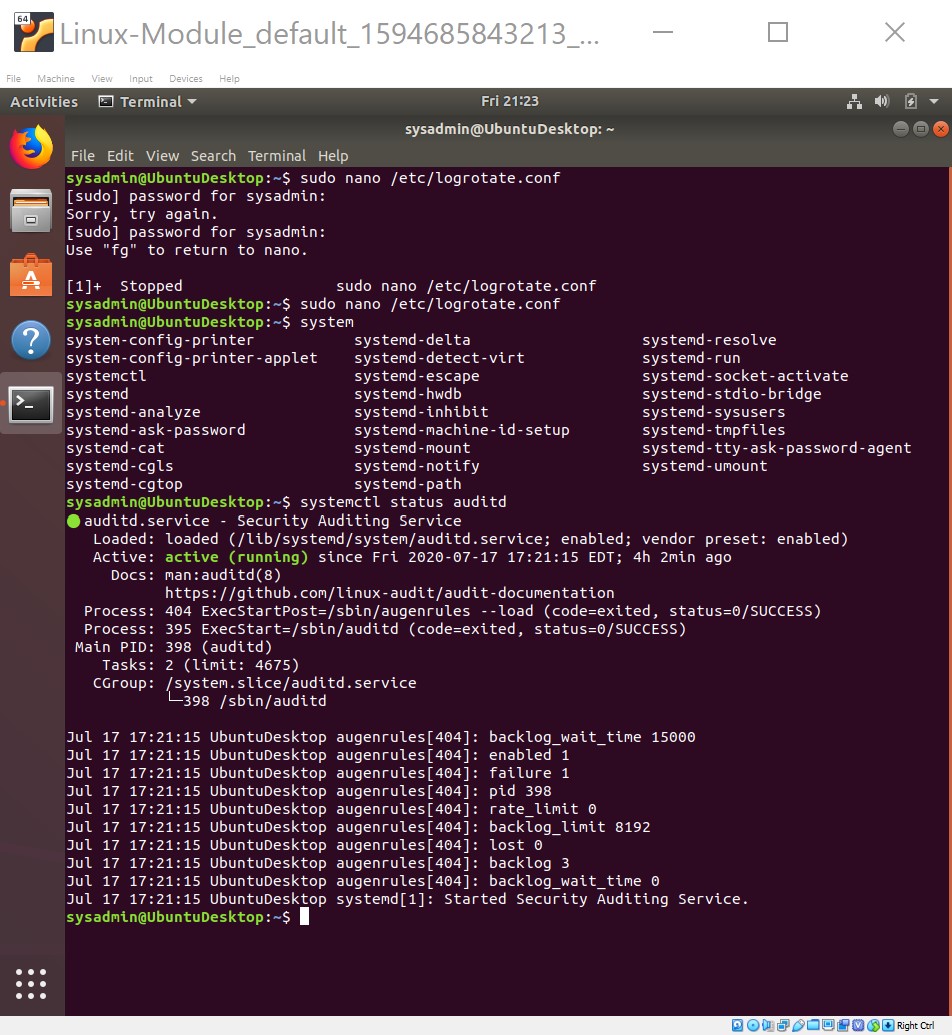 64
Linux-Module_default_1594685843213_...
File Machine View Input Devices Help
Activities Terminal Fri 21:23
sysadmin@UbuntuDesktop: ~
File Edit View Search Terminal Help
sysadmin@UbuntuDesktop:~$ sudo nano /etc/logrotate.conf
[sudo] password for sysadmin:
Sorry, try again.
[sudo] password for sysadmin:
Use "fg" to return to nano.
[1]+ Stopped sudo nano /etc/logrotate.conf
sysadmin@UbuntuDesktop:~$ sudo nano /etc/logrotate.conf
sysadmin@UbuntuDesktop:~$ system
system-config-printer systemd-delta systemd-resolve
system-config-printer-applet systemd-detect-virt systemd-run
systemctl systemd-escape systemd-socket-activate
systemd systemd-hwdb systemd-stdio-bridge
systemd-analyze systemd-inhibit systemd-sysusers
systemd-ask-password systemd-machine-id-setup systemd-tmpfiles
systemd-cat systemd-mount systemd-tty-ask-password-agent
systemd-cgls systemd-notify systemd-umount
systemd-cgtop systemd-path
sysadmin@UbuntuDesktop:~$ systemctl status auditd
● auditd.service - Security Auditing Service
Loaded: loaded (/lib/systemd/system/auditd.service; enabled; vendor preset: enabled)
Active: active (running) since Fri 2020-07-17 17:21:15 EDT; 4h 2min ago
Docs: man:auditd(8)
https://github.com/linux-audit/audit-documentation
Process: 404 ExecStartPost=/sbin/augenrules --load (code=exited, status=0/SUCCESS)
Process: 395 ExecStart=/sbin/auditd (code=exited, status=0/SUCCESS)
Main PID: 398 (auditd)
Tasks: 2 (limit: 4675)
CGroup: /system.slice/auditd.service
└─398 /sbin/auditd
Jul 17 17:21:15 UbuntuDesktop augenrules[404]: backlog_wait_time 15000
Jul 17 17:21:15 UbuntuDesktop augenrules[404]: enabled 1
Jul 17 17:21:15 UbuntuDesktop augenrules[404]: failure 1
Jul 17 17:21:15 UbuntuDesktop augenrules[404]: pid 398
Jul 17 17:21:15 UbuntuDesktop augenrules[404]: rate_limit 0
Jul 17 17:21:15 UbuntuDesktop augenrules[404]: backlog_limit 8192
Jul 17 17:21:15 UbuntuDesktop augenrules[404]: lost 0
Jul 17 17:21:15 UbuntuDesktop augenrules[404]: backlog 3
Jul 17 17:21:15 UbuntuDesktop augenrules[404]: backlog_wait_time 0
Jul 17 17:21:15 UbuntuDesktop systemd[1]: Started Security Auditing Service.
sysadmin@UbuntuDesktop:~$
Right Ctrl